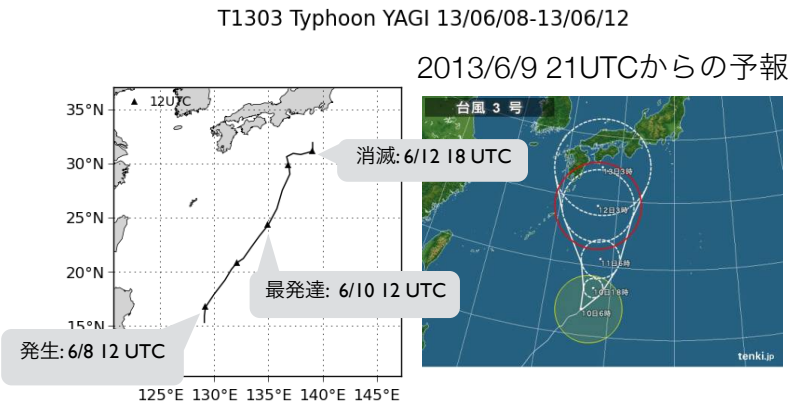 T1303 Typhoon YAGI 13/06/08-13/06/12
2013/6/9 21UTCからの予報
12UTC
35°N
30°N
25°N
20°N
15°N
125°E 130°E 135°E 140°E 145°E
消滅: 6/12 18 UTC
最発達: 6/10 12 UTC
発生: 6/8 12 UTC
台風 3 号
13日3時
12日3時
11日6時
10日18時
10日6時
tenki.jp